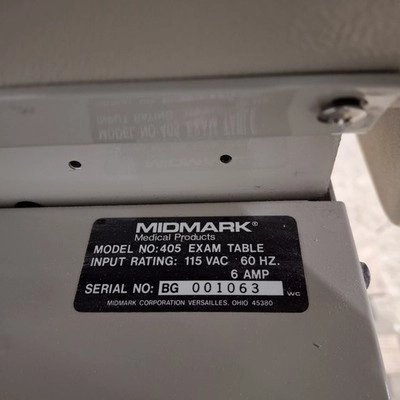 MIDMARK®
Medical Products
MODEL NO: 405 EXAM TABLE
INPUT RATING: 115 VAC 60 HZ.
6 AMP
SERIAL NO: BG 001063 WC
MIDMARK CORPORATION VERSAILLES, OHIO 45380